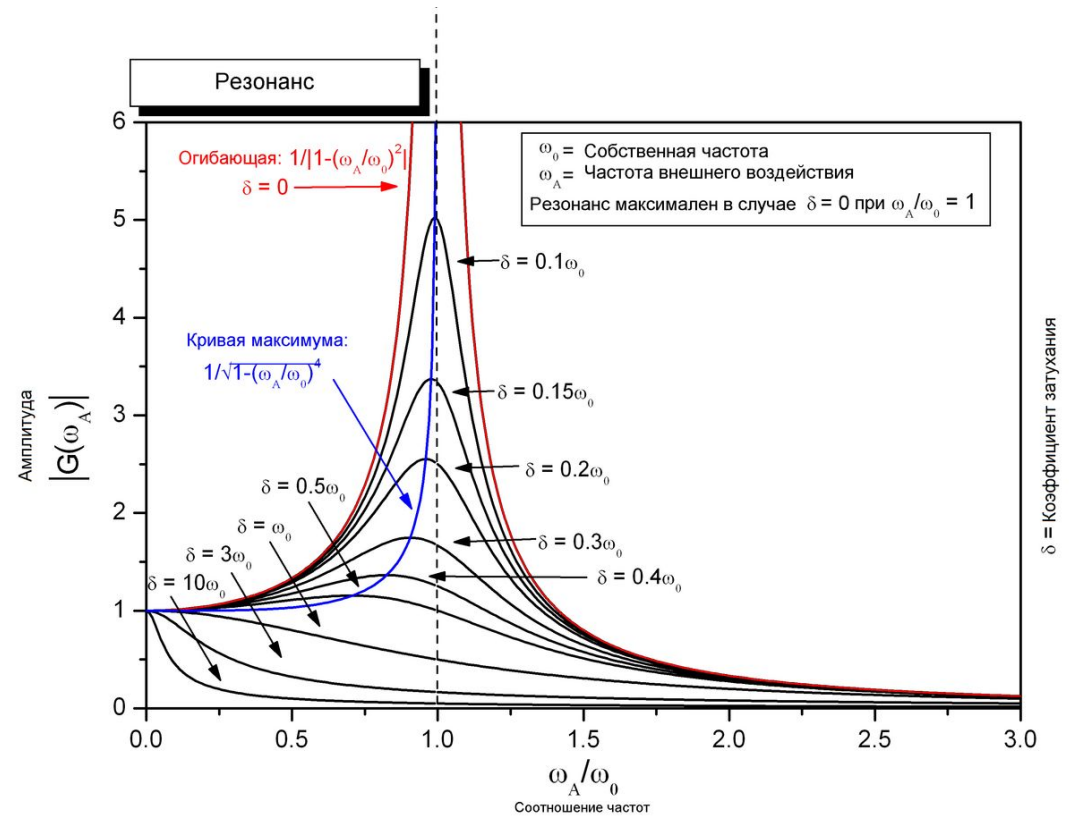 Резонанс
6
Огибающая: 1/|1-(ω_A/ω_0)^2|
δ = 0
ω_0 = Собственная частота
ω_A = Частота внешнего воздействия
Резонанс максимален в случае δ = 0 при ω_A/ω_0 = 1
5
δ = 0.1ω_0
4
Кривая максимума:
1/√1-(ω_A/ω_0)^4
δ = 0.15ω_0
3
δ = 0.2ω_0
δ = 0.5ω_0
2
δ = ω_0
δ = 0.3ω_0
δ = 3ω_0
δ = 0.4ω_0
δ = 10ω_0
1
0
Амплитуда
|G(ω_A)|
δ = Коэффициент затухания
0.0 0.5 1.0 1.5 2.0 2.5 3.0
ω_A/ω_0
Соотношение частот